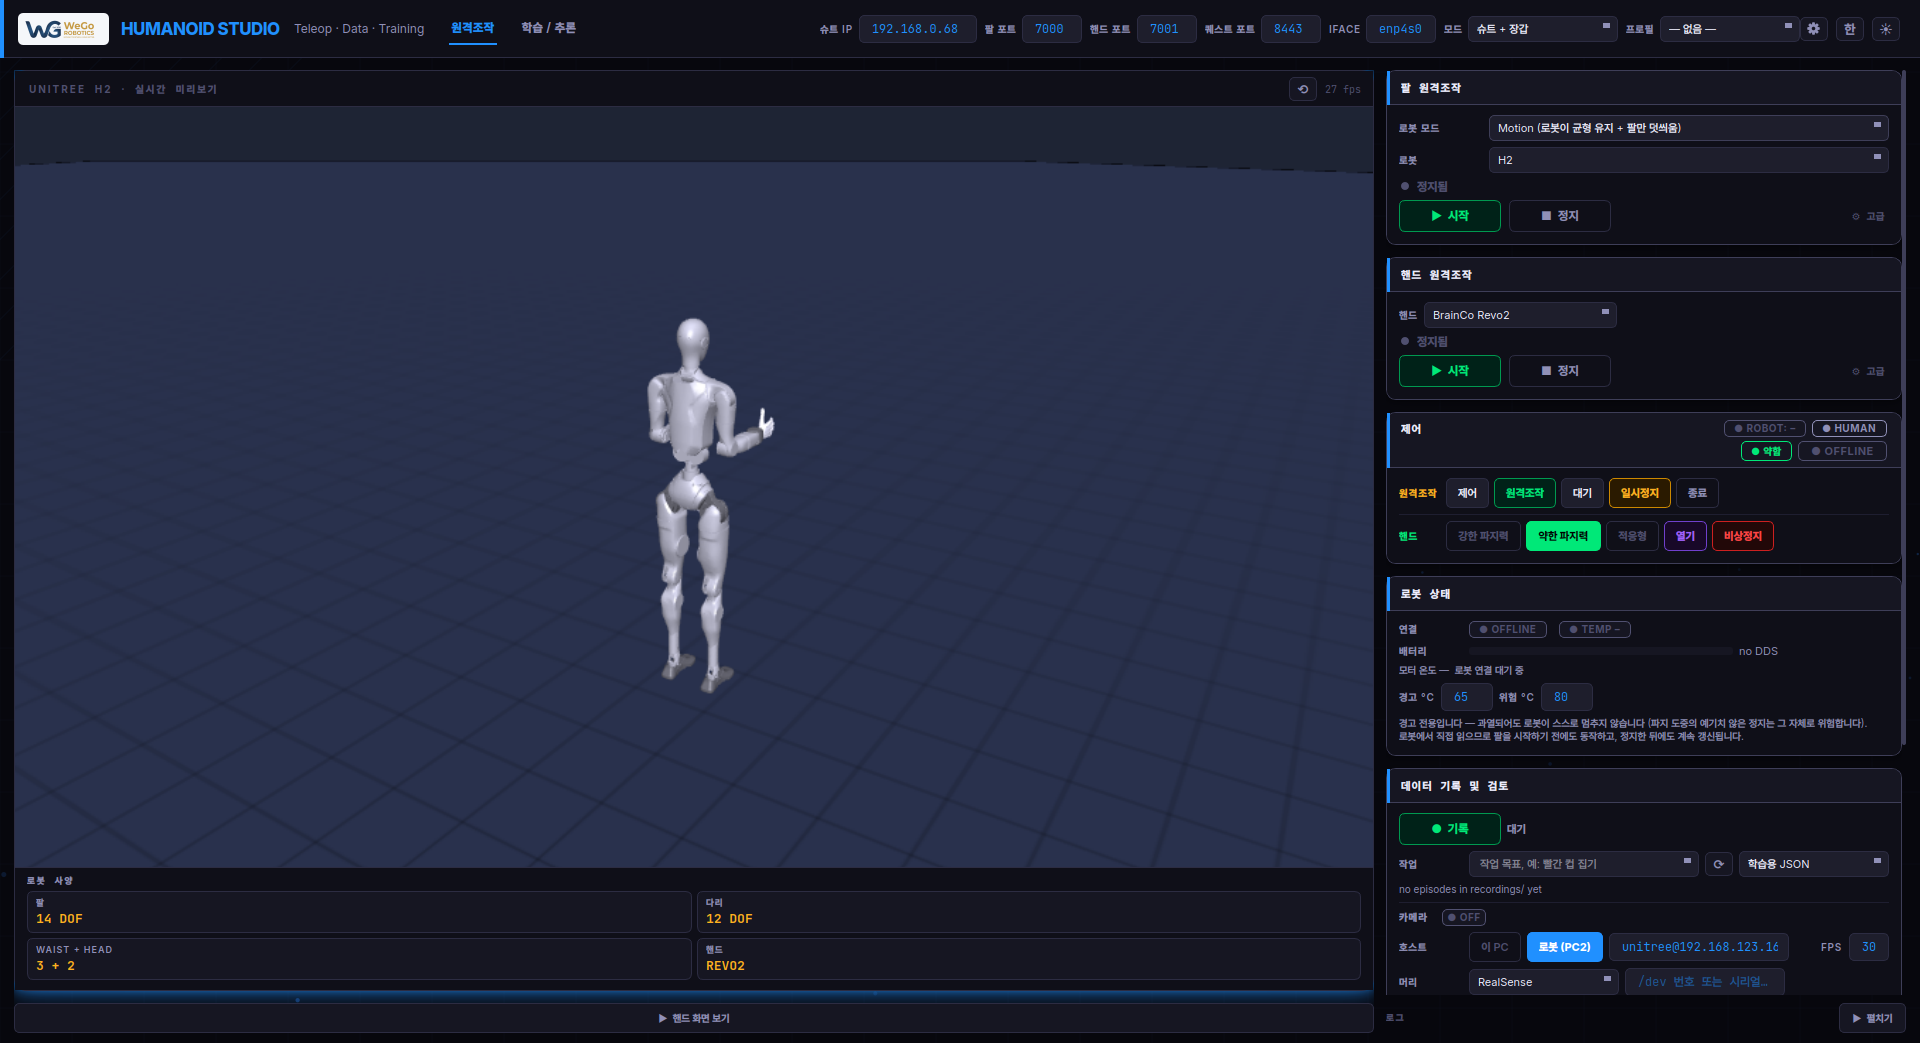 WG WeGo ROBOTICS
HUMANOID STUDIO
Teleop · Data · Training
원격조작
학습 / 추론
슈트 IP 192.168.0.68
팔 포트 7000
핸드 포트 7001
퀘스트 포트 8443
IFACE enp4s0
모드 슈트 + 장갑
프로필 — 없음 —
한
UNITREE H2 · 실시간 미리보기
27 fps
로봇 사양
팔
14 DOF
다리
12 DOF
WAIST + HEAD
3 + 2
핸드
REVO2
▶ 핸드 화면 보기
팔 원격조작
로봇 모드 Motion (로봇이 균형 유지 + 팔만 덧씌움)
로봇 H2
정지됨
▶ 시작
■ 정지
고급
핸드 원격조작
핸드 BrainCo Revo2
정지됨
▶ 시작
■ 정지
고급
제어
ROBOT: –
HUMAN
약함
OFFLINE
원격조작 제어 원격조작 대기 일시정지 종료
핸드 강한 파지력 약한 파지력 적응형 열기 비상정지
로봇 상태
연결 OFFLINE TEMP –
배터리 no DDS
모터 온도 — 로봇 연결 대기 중
경고 °C 65 위험 °C 80
경고 전용입니다 — 과열되어도 로봇이 스스로 멈추지 않습니다 (파지 도중의 예기치 않은 정지는 그 자체로 위험합니다).
로봇에서 직접 읽으므로 팔을 시작하기 전에도 동작하고, 정지한 뒤에도 계속 갱신됩니다.
데이터 기록 및 검토
● 기록 대기
작업 작업 목표, 예: 빨간 컵 집기 학습용 JSON
no episodes in recordings/ yet
카메라 OFF
호스트 이 PC 로봇 (PC2) unitree@192.168.123.16 FPS 30
머리 RealSense /dev 번호 또는 시리얼…
로그
▶ 펼치기